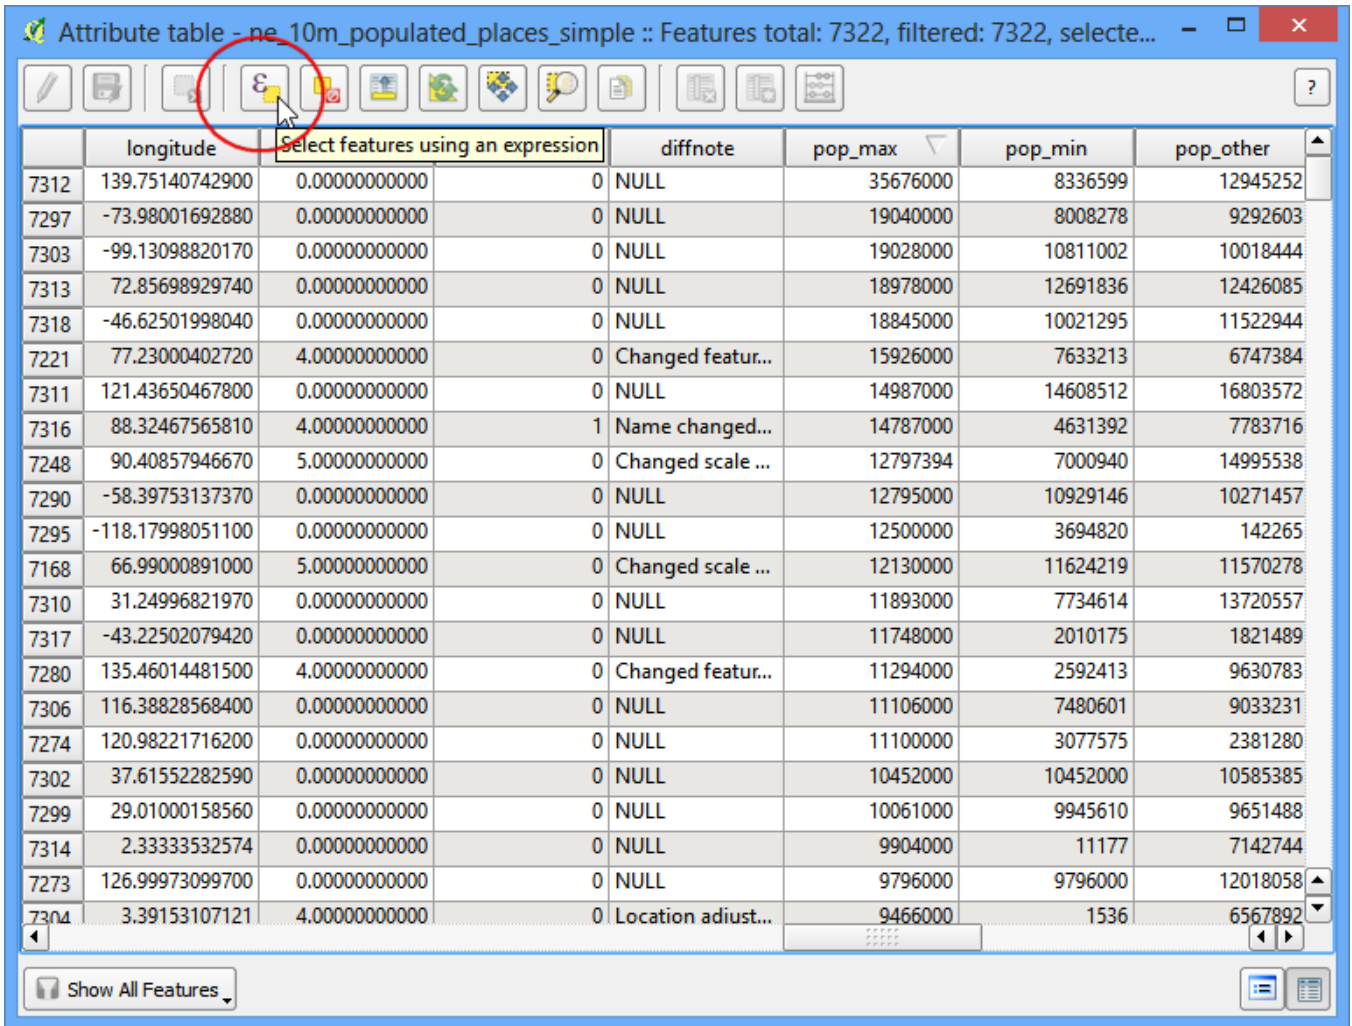 Attribute table - ne_10m_populated_places_simple :: Features total: 7322, filtered: 7322, selecte...
ε
?
Select features using an expression
longitude diffnote pop_max pop_min pop_other
7312 139.75140742900 0.00000000000 0 NULL 35676000 8336599 12945252
7297 -73.98001692880 0.00000000000 0 NULL 19040000 8008278 9292603
7303 -99.13098820170 0.00000000000 0 NULL 19028000 10811002 10018444
7313 72.85698929740 0.00000000000 0 NULL 18978000 12691836 12426085
7318 -46.62501998040 0.00000000000 0 NULL 18845000 10021295 11522944
7221 77.23000402720 4.00000000000 0 Changed featur... 15926000 7633213 6747384
7311 121.43650467800 0.00000000000 0 NULL 14987000 14608512 16803572
7316 88.32467565810 4.00000000000 1 Name changed... 14787000 4631392 7783716
7248 90.40857946670 5.00000000000 0 Changed scale ... 12797394 7000940 14995538
7290 -58.39753137370 0.00000000000 0 NULL 12795000 10929146 10271457
7295 -118.17998051100 0.00000000000 0 NULL 12500000 3694820 142265
7168 66.99000891000 5.00000000000 0 Changed scale ... 12130000 11624219 11570278
7310 31.24996821970 0.00000000000 0 NULL 11893000 7734614 13720557
7317 -43.22502079420 0.00000000000 0 NULL 11748000 2010175 1821489
7280 135.46014481500 4.00000000000 0 Changed featur... 11294000 2592413 9630783
7306 116.38828568400 0.00000000000 0 NULL 11106000 7480601 9033231
7274 120.98221716200 0.00000000000 0 NULL 11100000 3077575 2381280
7302 37.61552282590 0.00000000000 0 NULL 10452000 10452000 10585385
7299 29.01000158560 0.00000000000 0 NULL 10061000 9945610 9651488
7314 2.33333532574 0.00000000000 0 NULL 9904000 11177 7142744
7273 126.99973099700 0.00000000000 0 NULL 9796000 9796000 12018058
7304 3.39153107121 4.00000000000 0 Location adjust... 9466000 1536 6567892
Show All Features